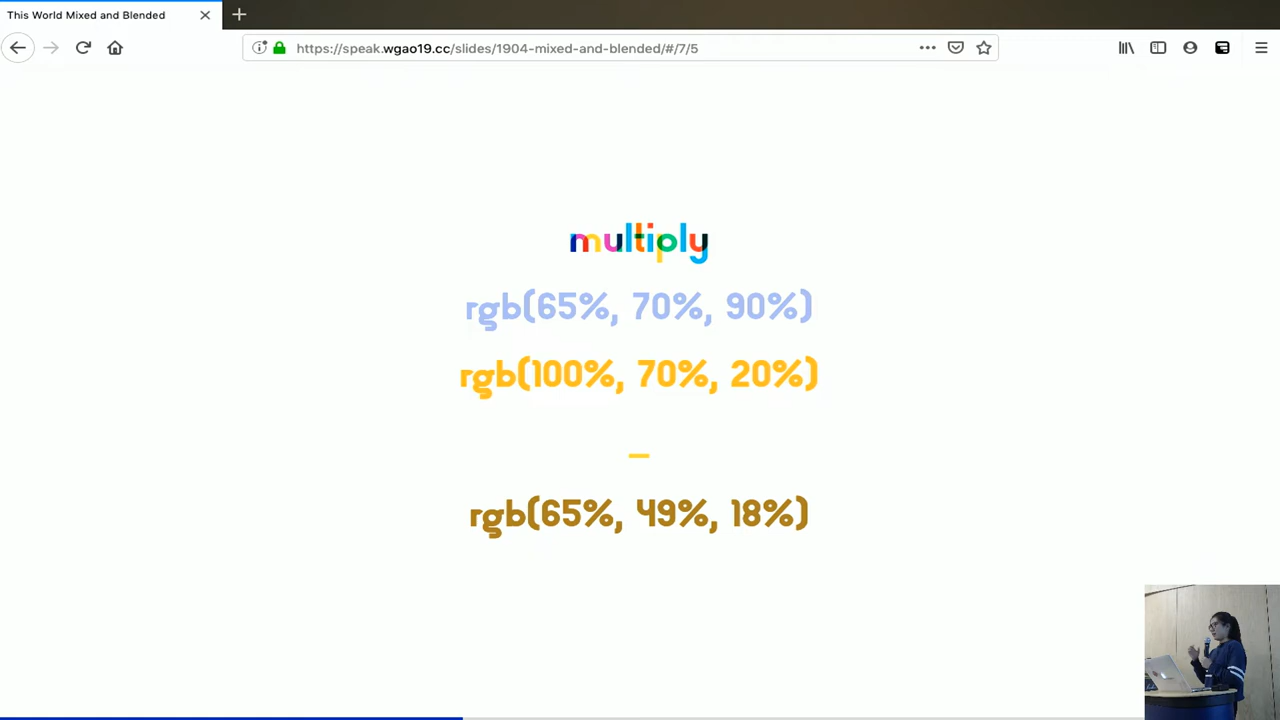 This World Mixed and Blended
https://speak.wgao19.cc/slides/1904-mixed-and-blended/#/7/5
multiply
rgb(65%, 70%, 90%)
rgb(100%, 70%, 20%)
–
rgb(65%, 49%, 18%)